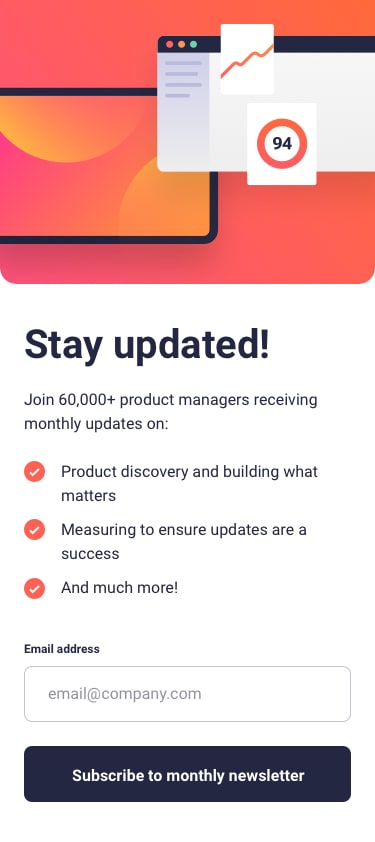 94
Stay updated!
Join 60,000+ product managers receiving
monthly updates on:
Product discovery and building what
matters
Measuring to ensure updates are a
success
And much more!
Email address
email@company.com
Subscribe to monthly newsletter